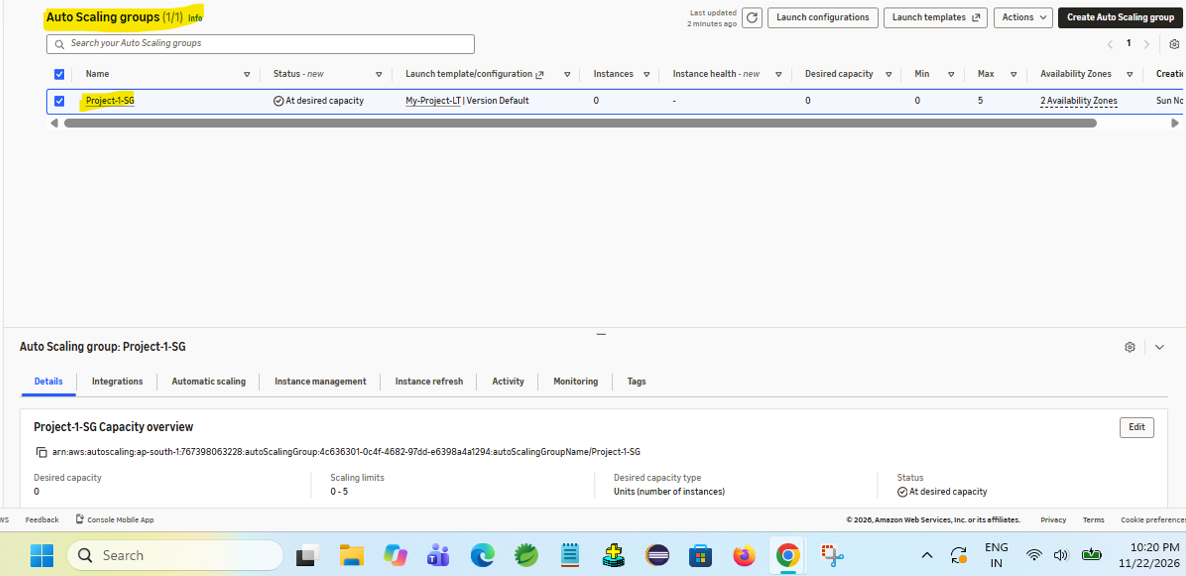 Auto Scaling groups (1/1) Info
Last updated
2 minutes ago
Launch configurations
Launch templates
Actions
Create Auto Scaling group
Search your Auto Scaling groups
1
Name Status - new Launch template/configuration Instances Instance health - new Desired capacity Min Max Availability Zones Creati
Project-1-SG At desired capacity My-Project-LT | Version Default 0 - 0 0 5 2 Availability Zones Sun No
Auto Scaling group: Project-1-SG
Details Integrations Automatic scaling Instance management Instance refresh Activity Monitoring Tags
Project-1-SG Capacity overview
Edit
arn:aws:autoscaling:ap-south-1:767398063228:autoScalingGroup:4c636301-0c4f-4682-97dd-e6398a4a1294:autoScalingGroupName/Project-1-SG
Desired capacity Scaling limits Desired capacity type Status
0 0 - 5 Units (number of instances) At desired capacity
WS Feedback Console Mobile App © 2026, Amazon Web Services, Inc. or its affiliates. Privacy Terms Cookie preferences
Search
ENG
IN
10:20 PM
11/22/2026